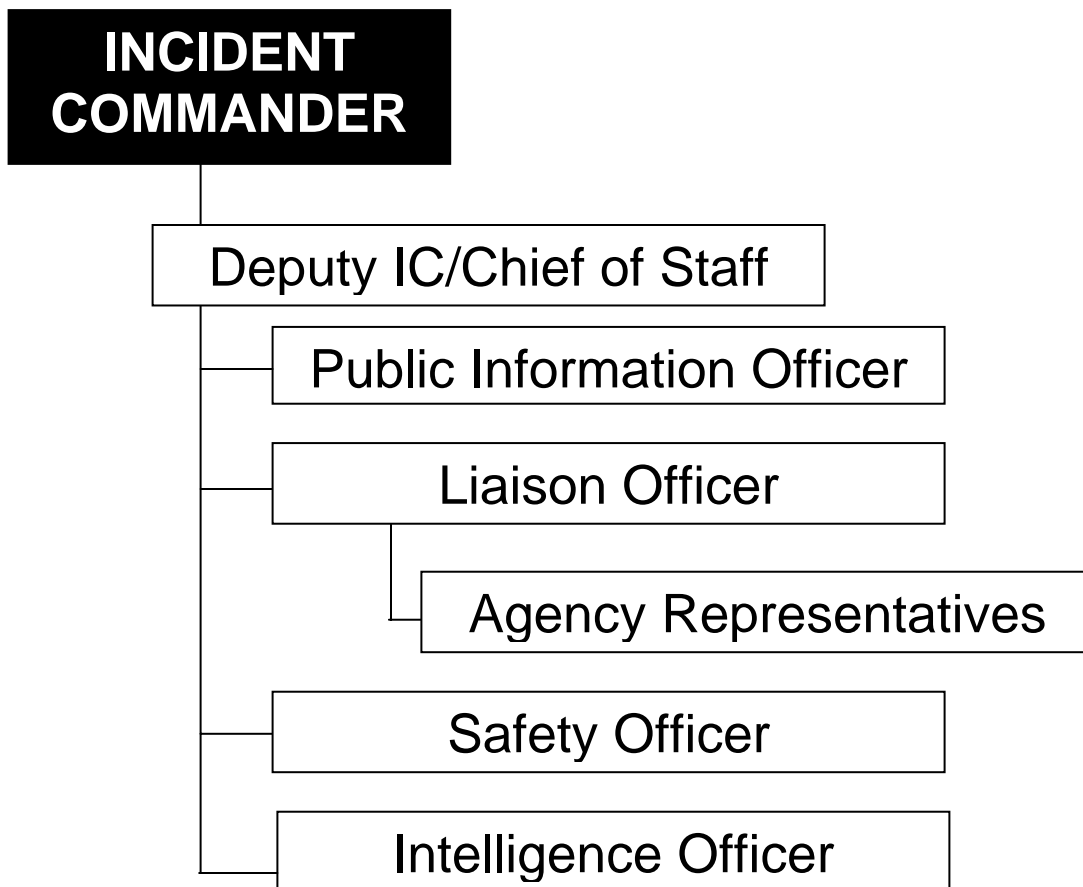 INCIDENT
COMMANDER
Deputy IC/Chief of Staff
Public Information Officer
Liaison Officer
Agency Representatives
Safety Officer
Intelligence Officer